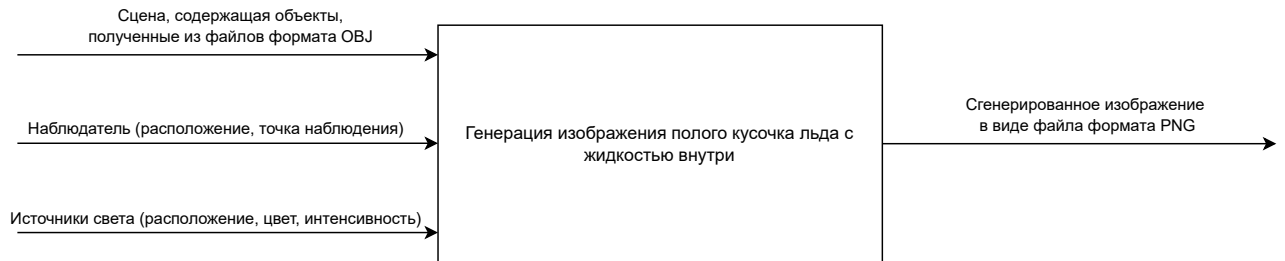 Сцена, содержащая объекты,
полученные из файлов формата OBJ
Наблюдатель (расположение, точка наблюдения)
Источники света (расположение, цвет, интенсивность)
Генерация изображения полого кусочка льда с
жидкостью внутри
Сгенерированное изображение
в виде файла формата PNG